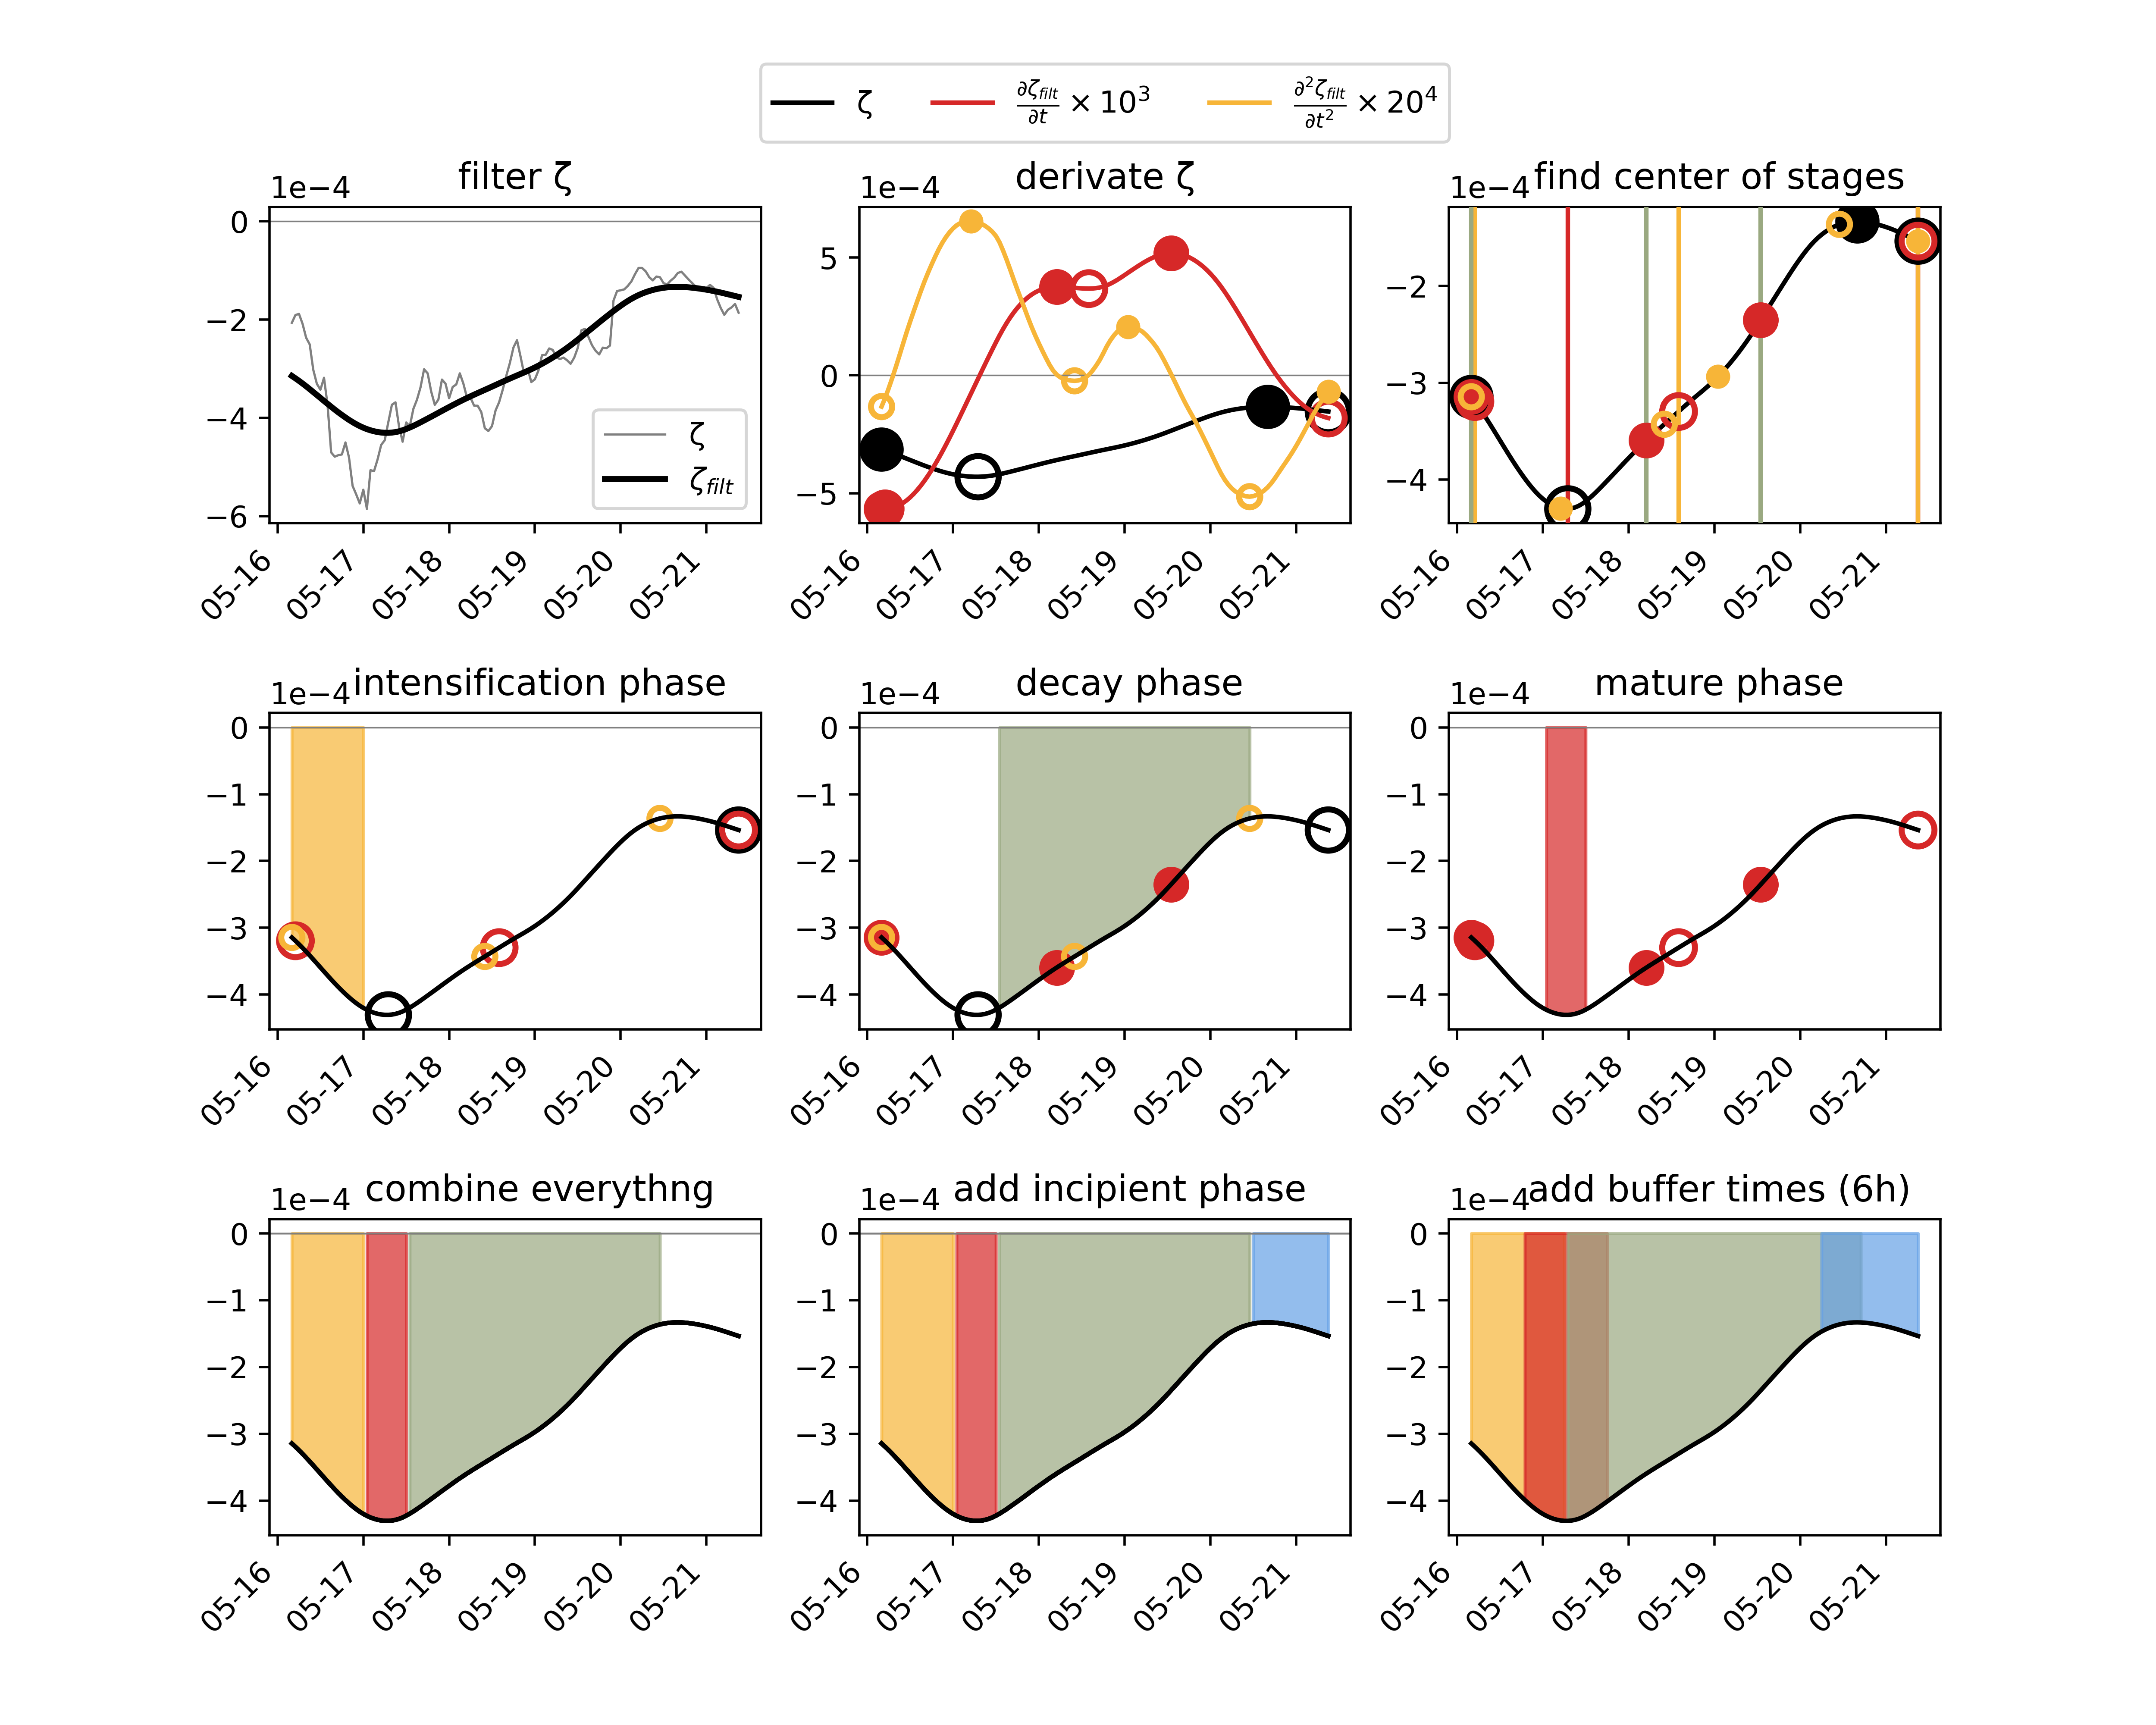 ζ ∂ζ_filt/∂t × 10³ ∂²ζ_filt/∂t² × 20⁴
filter ζ derivate ζ find center of stages
1e−4 1e−4 1e−4
0
−2
−4
−6
ζ
ζ_filt
05-16 05-17 05-18 05-19 05-20 05-21
5
0
−5
05-16 05-17 05-18 05-19 05-20 05-21
−2
−3
−4
05-16 05-17 05-18 05-19 05-20 05-21
intensification phase decay phase mature phase
1e−4 1e−4 1e−4
0
−1
−2
−3
−4
05-16 05-17 05-18 05-19 05-20 05-21
0
−1
−2
−3
−4
05-16 05-17 05-18 05-19 05-20 05-21
0
−1
−2
−3
−4
05-16 05-17 05-18 05-19 05-20 05-21
combine everythng add incipient phase add buffer times (6h)
1e−4 1e−4 1e−4
0
−1
−2
−3
−4
05-16 05-17 05-18 05-19 05-20 05-21
0
−1
−2
−3
−4
05-16 05-17 05-18 05-19 05-20 05-21
0
−1
−2
−3
−4
05-16 05-17 05-18 05-19 05-20 05-21